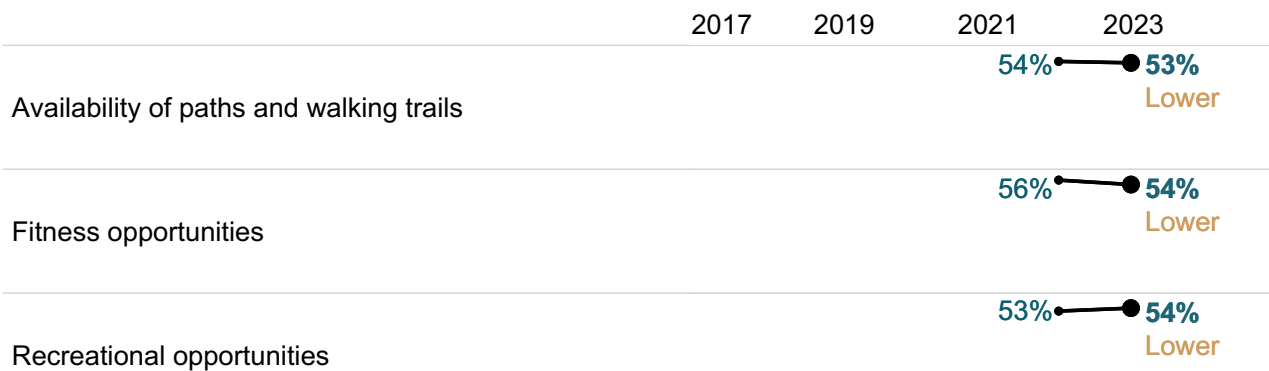 2017 2019 2021 2023
54% 53%
Lower
Availability of paths and walking trails
56% 54%
Lower
Fitness opportunities
53% 54%
Lower
Recreational opportunities